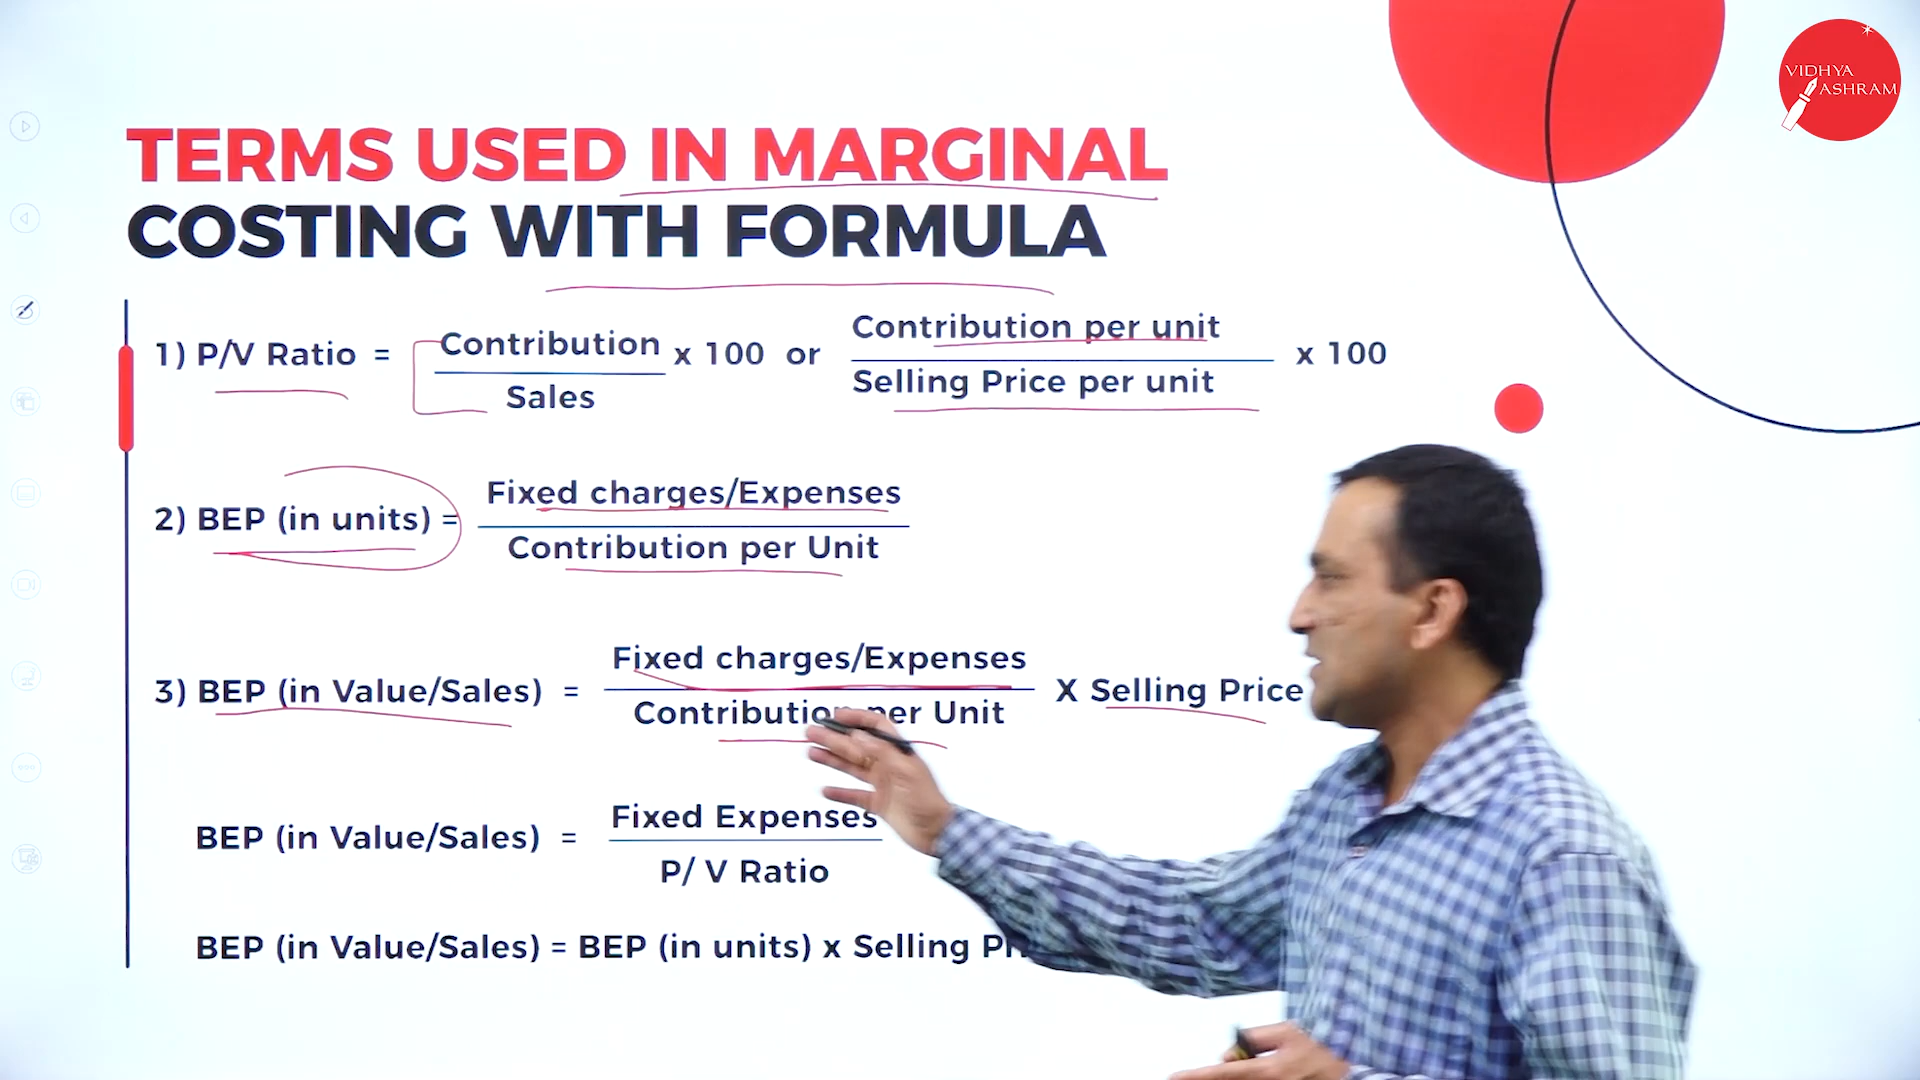 VIDHYA
ASHRAM
TERMS USED IN MARGINAL
COSTING WITH FORMULA
1) P/V Ratio = Contribution / Sales x 100 or Contribution per unit / Selling Price per unit x 100
2) BEP (in units) = Fixed charges/Expenses / Contribution per Unit
3) BEP (in Value/Sales) = Fixed charges/Expenses / Contribution per Unit X Selling Price
BEP (in Value/Sales) = Fixed Expenses / P/ V Ratio
BEP (in Value/Sales) = BEP (in units) x Selling